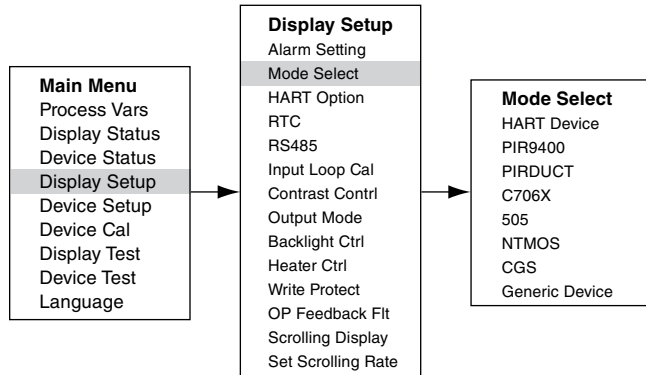 Main Menu
Process Vars
Display Status
Device Status
Display Setup
Device Setup
Device Cal
Display Test
Device Test
Language
Display Setup
Alarm Setting
Mode Select
HART Option
RTC
RS485
Input Loop Cal
Contrast Contrl
Output Mode
Backlight Ctrl
Heater Ctrl
Write Protect
OP Feedback Flt
Scrolling Display
Set Scrolling Rate
Mode Select
HART Device
PIR9400
PIRDUCT
C706X
505
NTMOS
CGS
Generic Device